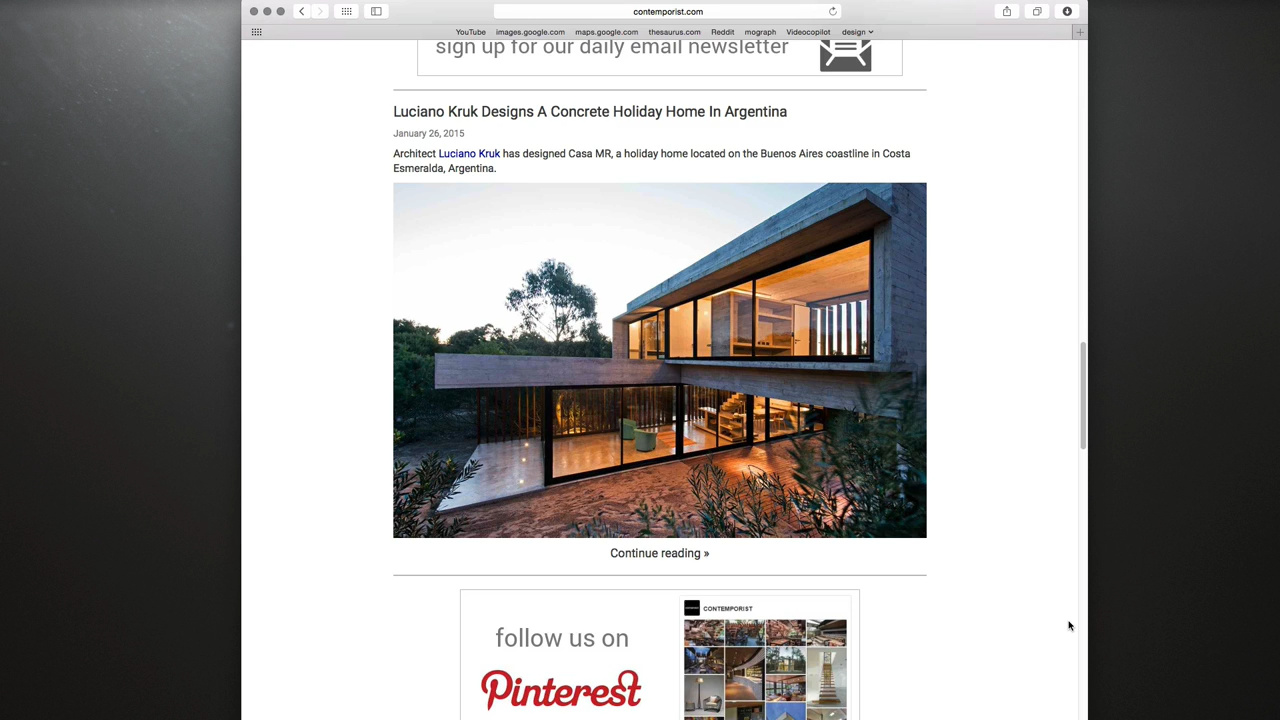 contemporist.com
YouTube images.google.com maps.google.com thesaurus.com Reddit mograph Videocopilot design
sign up for our daily email newsletter
Luciano Kruk Designs A Concrete Holiday Home In Argentina
January 26, 2015
Architect Luciano Kruk has designed Casa MR, a holiday home located on the Buenos Aires coastline in Costa
Esmeralda, Argentina.
Continue reading »
CONTEMPORIST
follow us on
Pinterest